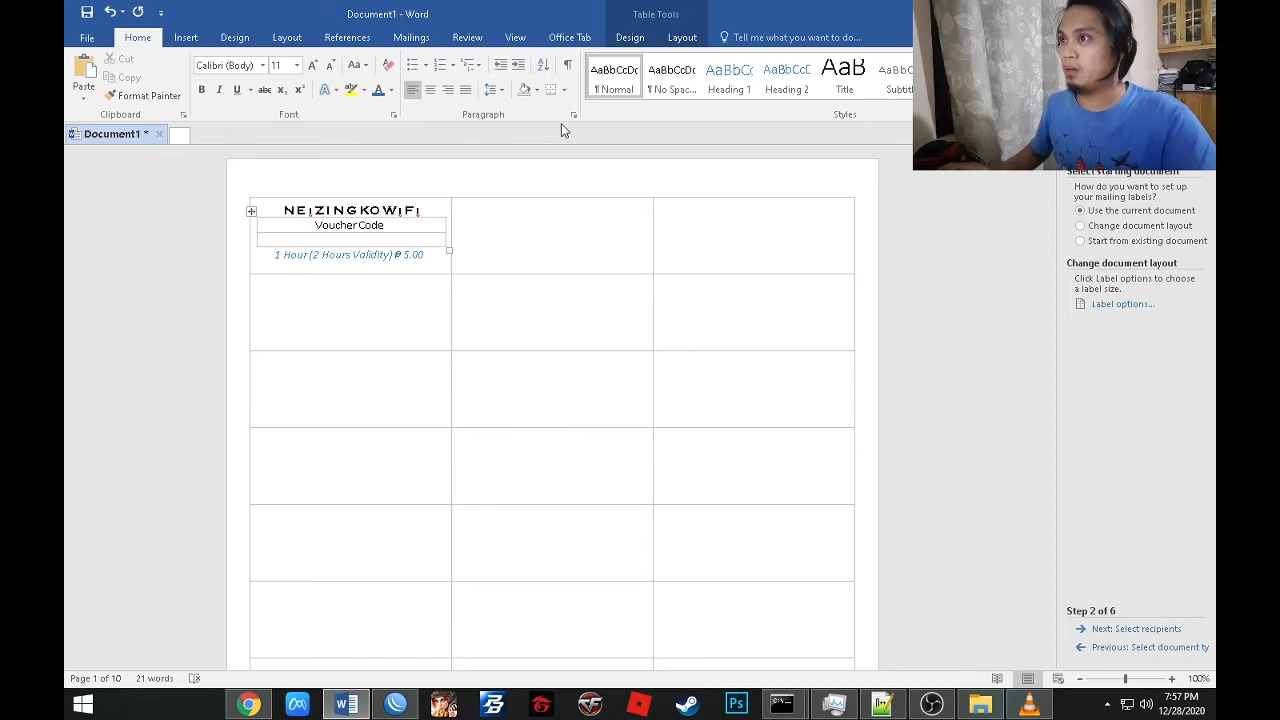 Document1 - Word
Table Tools
File
Home
Insert
Design
Layout
References
Mailings
Review
View
Office Tab
Design
Layout
Tell me what you want to do...
Paste
Cut
Copy
Format Painter
Clipboard
Calibri (Body)
11
Font
Paragraph
AaBbCcDc
¶ Normal
AaBbCcDc
¶ No Spac...
AaBbCc
Heading 1
AaBbCc
Heading 2
AaB
Title
AaBbC
Subtit
Styles
Document1 *
NEiZINGKOWiFi
Voucher Code
1 Hour (2 Hours Validity) ₱ 5.00
Select starting document
How do you want to set up
your mailing labels?
Use the current document
Change document layout
Start from existing document
Change document layout
Click Label options to choose
a label size.
Label options...
Step 2 of 6
Next: Select recipients
Previous: Select document ty
Page 1 of 10
21 words
100%
7:57 PM
12/28/2020